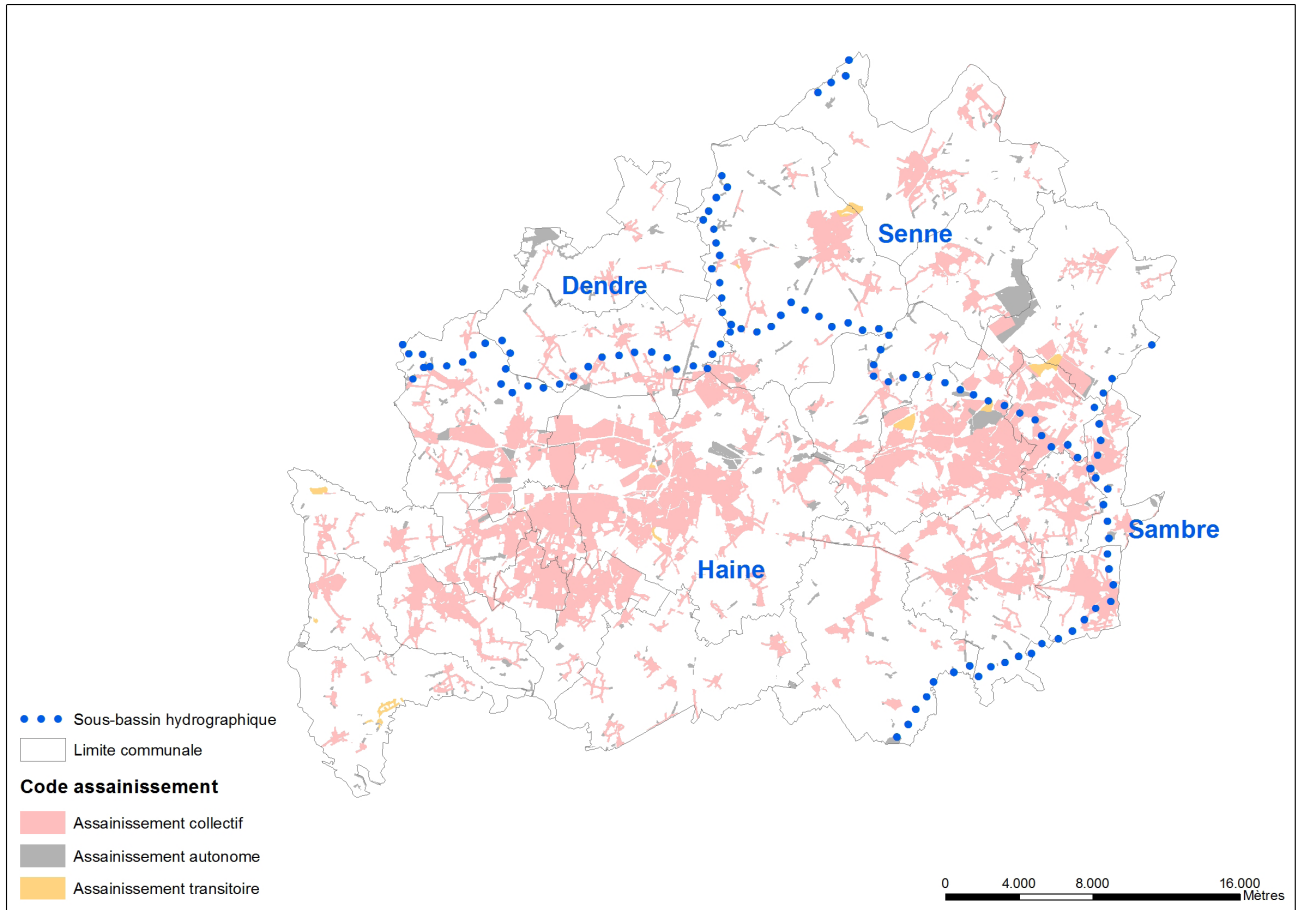 Senne
Dendre
Sambre
Haine
Sous-bassin hydrographique
Limite communale
Code assainissement
Assainissement collectif
Assainissement autonome
Assainissement transitoire
0 4.000 8.000 16.000
Mètres